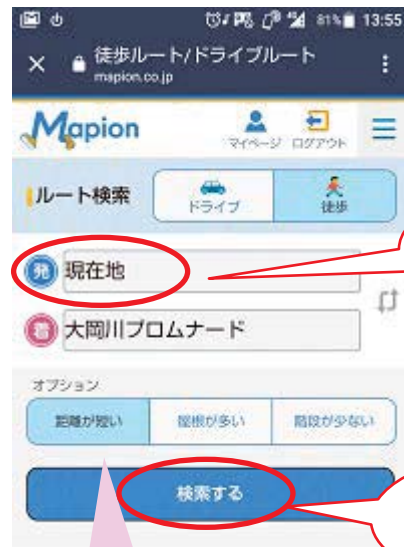 81% 13:55
徒歩ルート/ドライブルート
mapion.co.jp
Mapion
マイページ ログアウト
ルート検索
ドライブ
徒歩
発 現在地
着 大岡川プロムナード
オプション
距離が短い 屋根が多い 階段が少ない
検索する